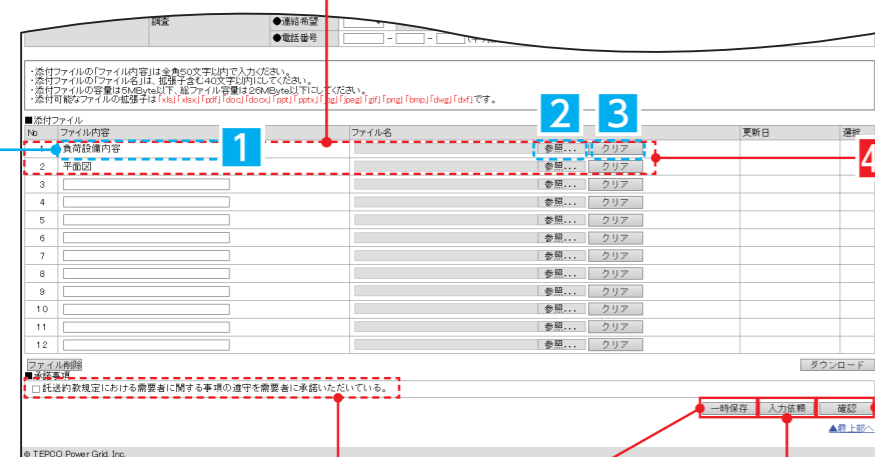 調査 ●連絡希望
●電話番号 - -
・添付ファイルの「ファイル内容」は全角50文字以内で入力ください。
・添付ファイルの「ファイル名」は、拡張子含む40文字以内にしてください。
・添付ファイルの容量は5MByte以下、総ファイル容量は26MByte以下にしてください。
・添付可能なファイルの拡張子は「xls」「xlsx」「pdf」「doc」「docx」「ppt」「pptx」「jpg」「jpeg」「gif」「png」「bmp」「dwg」「dxf」です。
2 3
■添付ファイル
No ファイル内容 ファイル名 更新日 選択
1 負荷設備内容 1 参照... クリア 4
2 平面図 参照... クリア
3 参照... クリア
4 参照... クリア
5 参照... クリア
6 参照... クリア
7 参照... クリア
8 参照... クリア
9 参照... クリア
10 参照... クリア
11 参照... クリア
12 参照... クリア
ファイル削除 ダウンロード
■承諾事項
□託送約款規定における需要者に関する事項の遵守を需要者に承諾いただいている。
一時保存 入力依頼 確認
▲最上部へ
© TEPCO Power Grid, Inc.